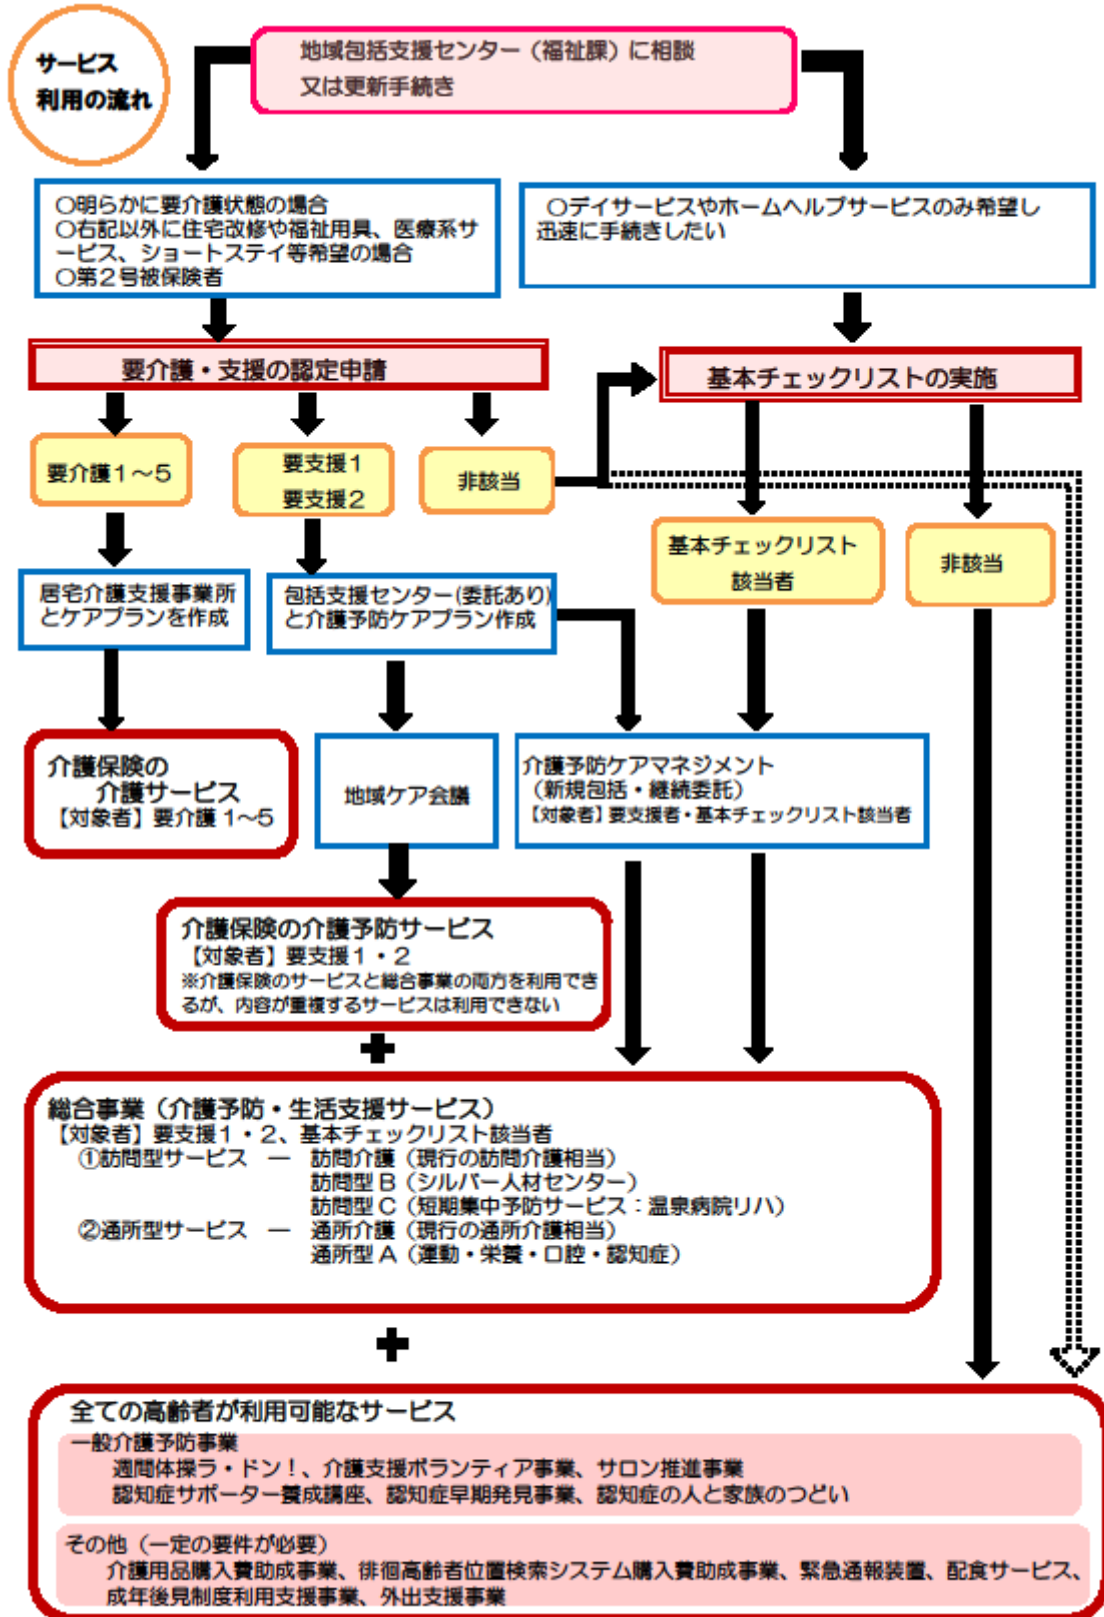 サービス
利用の流れ
地域包括支援センター（福祉課）に相談
又は更新手続き
〇明らかに要介護状態の場合
〇右記以外に住宅改修や福祉用具、医療系サ
ービス、ショートステイ等希望の場合
〇第２号被保険者
〇デイサービスやホームヘルプサービスのみ希望し
迅速に手続きしたい
要介護・支援の認定申請
基本チェックリストの実施
要介護１～５
要支援１
要支援２
非該当
基本チェックリスト
該当者
非該当
居宅介護支援事業所
とケアプランを作成
包括支援センター(委託あり)
と介護予防ケアプラン作成
介護保険の
介護サービス
【対象者】要介護１～５
地域ケア会議
介護予防ケアマネジメント
（新規包括・継続委託）
【対象者】要支援者・基本チェックリスト該当者
介護保険の介護予防サービス
【対象者】要支援１・２
※介護保険のサービスと総合事業の両方を利用でき
るが、内容が重複するサービスは利用できない
＋
総合事業（介護予防・生活支援サービス）
【対象者】要支援１・２、基本チェックリスト該当者
①訪問型サービス ― 訪問介護（現行の訪問介護相当）
訪問型Ｂ（シルバー人材センター）
訪問型Ｃ（短期集中予防サービス：温泉病院リハ）
②通所型サービス ― 通所介護（現行の通所介護相当）
通所型Ａ（運動・栄養・口腔・認知症）
＋
全ての高齢者が利用可能なサービス
一般介護予防事業
週間体操ラ・ドン！、介護支援ボランティア事業、サロン推進事業
認知症サポーター養成講座、認知症早期発見事業、認知症の人と家族のつどい
その他（一定の要件が必要）
介護用品購入費助成事業、徘徊高齢者位置検索システム購入費助成事業、緊急通報装置、配食サービス、
成年後見制度利用支援事業、外出支援事業